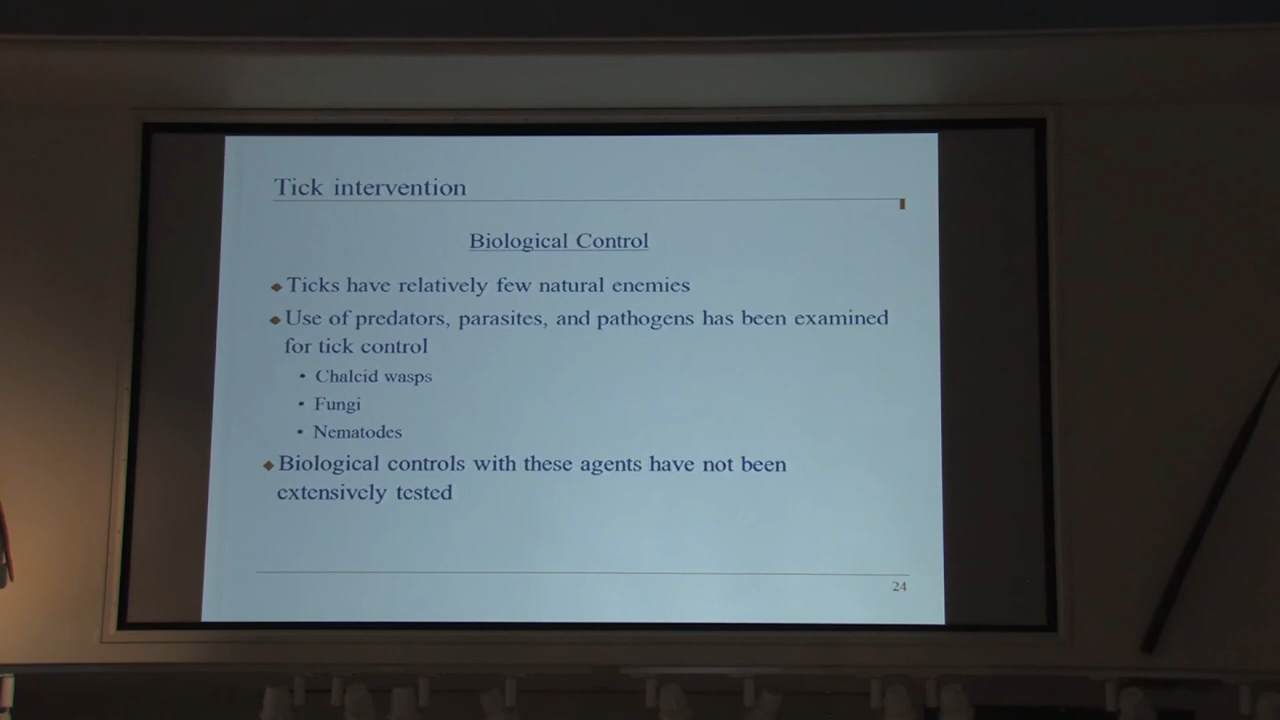 Tick intervention
Biological Control
◆Ticks have relatively few natural enemies
◆Use of predators, parasites, and pathogens has been examined
for tick control
• Chalcid wasps
• Fungi
• Nematodes
◆Biological controls with these agents have not been
extensively tested
24